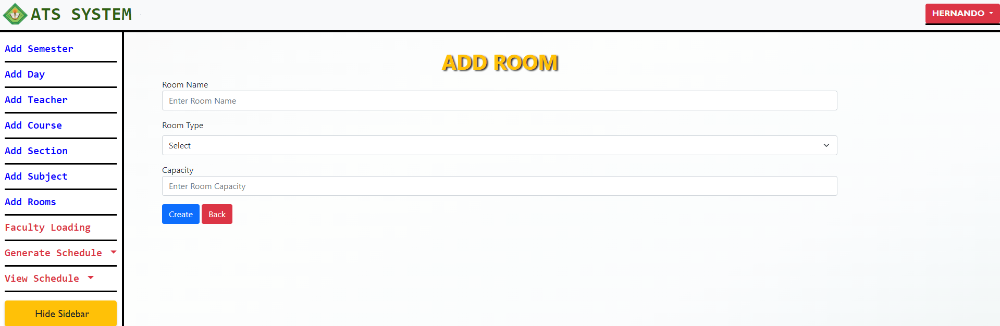 ATS SYSTEM
HERNANDO
Add Semester
Add Day
Add Teacher
Add Course
Add Section
Add Subject
Add Rooms
Faculty Loading
Generate Schedule
View Schedule
Hide Sidebar
ADD ROOM
Room Name
Enter Room Name
Room Type
Select
Capacity
Enter Room Capacity
Create Back